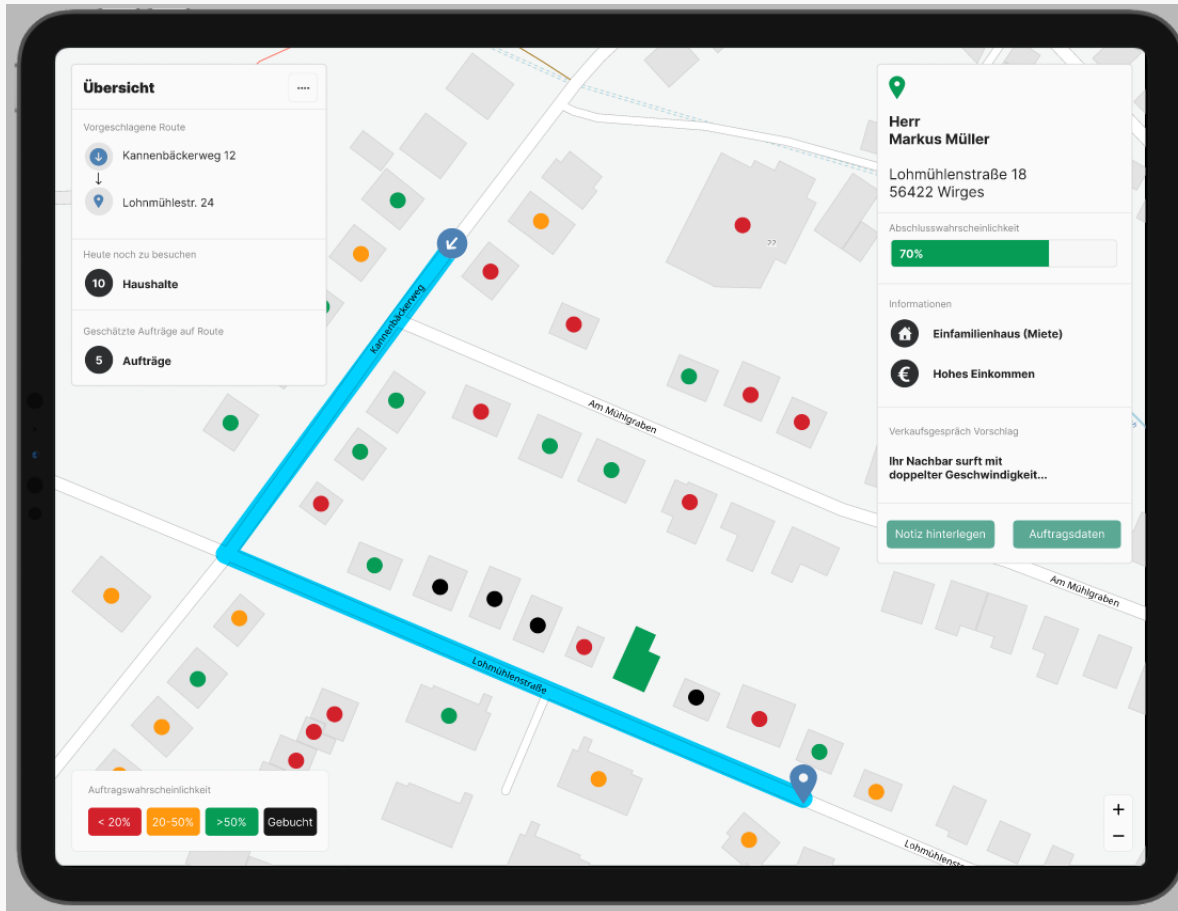 Übersicht
....
Vorgeschlagene Route
Kannenbäckerweg 12
Lohnmühlestr. 24
Heute noch zu besuchen
10 Haushalte
Geschätzte Aufträge auf Route
5 Aufträge
Herr
Markus Müller
Lohmühlenstraße 18
56422 Wirges
Abschlusswahrscheinlichkeit
70%
Informationen
Einfamilienhaus (Miete)
€ Hohes Einkommen
Verkaufsgespräch Vorschlag
Ihr Nachbar surft mit
doppelter Geschwindigkeit...
Notiz hinterlegen Auftragsdaten
Kannenbäckerweg
Am Mühlgraben
Am Mühlgraben
Lohmühlenstraße
Lohmühlenst
Auftragswahrscheinlichkeit
< 20% 20-50% >50% Gebucht
+
−